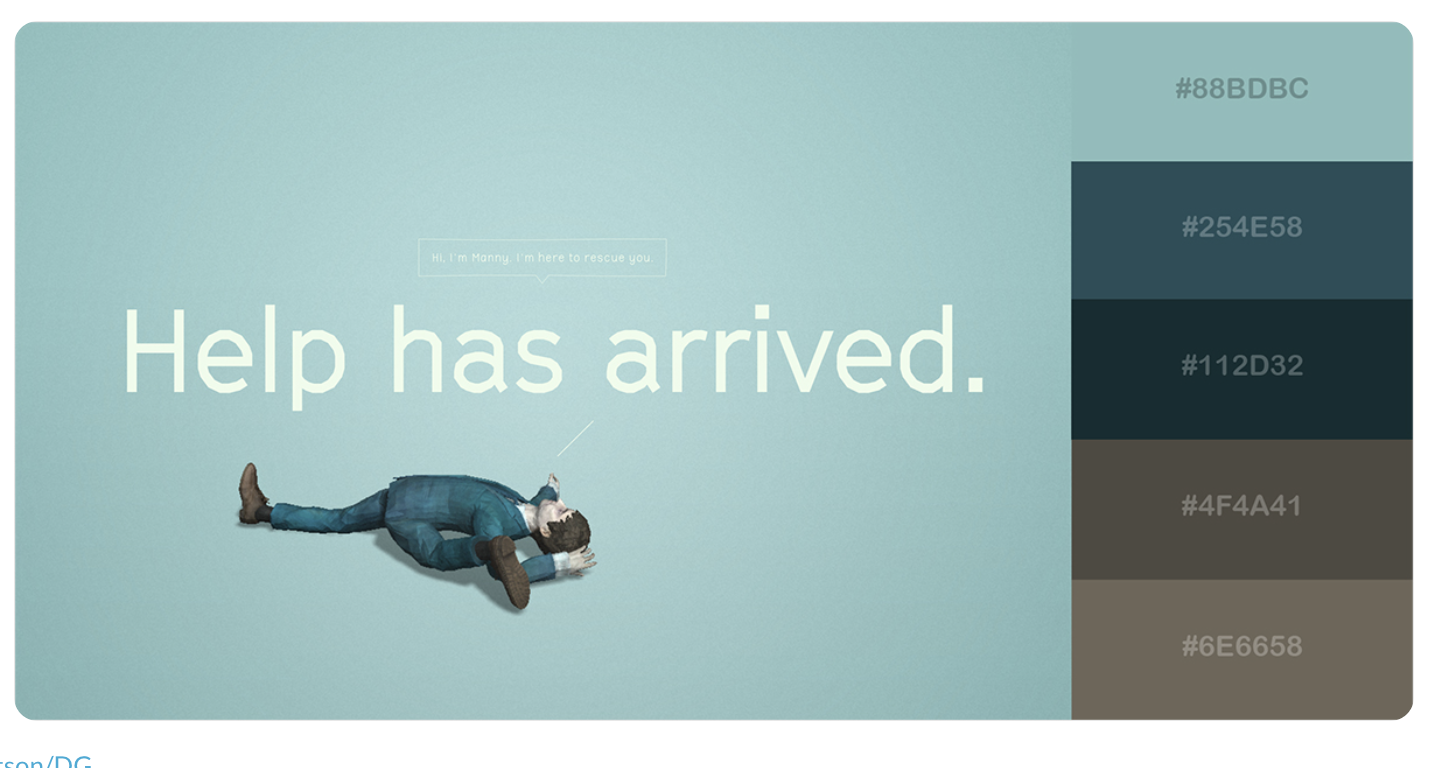 Hi, I'm Manny. I'm here to rescue you.
Help has arrived.
#88BDBC
#254E58
#112D32
#4F4A41
#6E6658
rson/DG